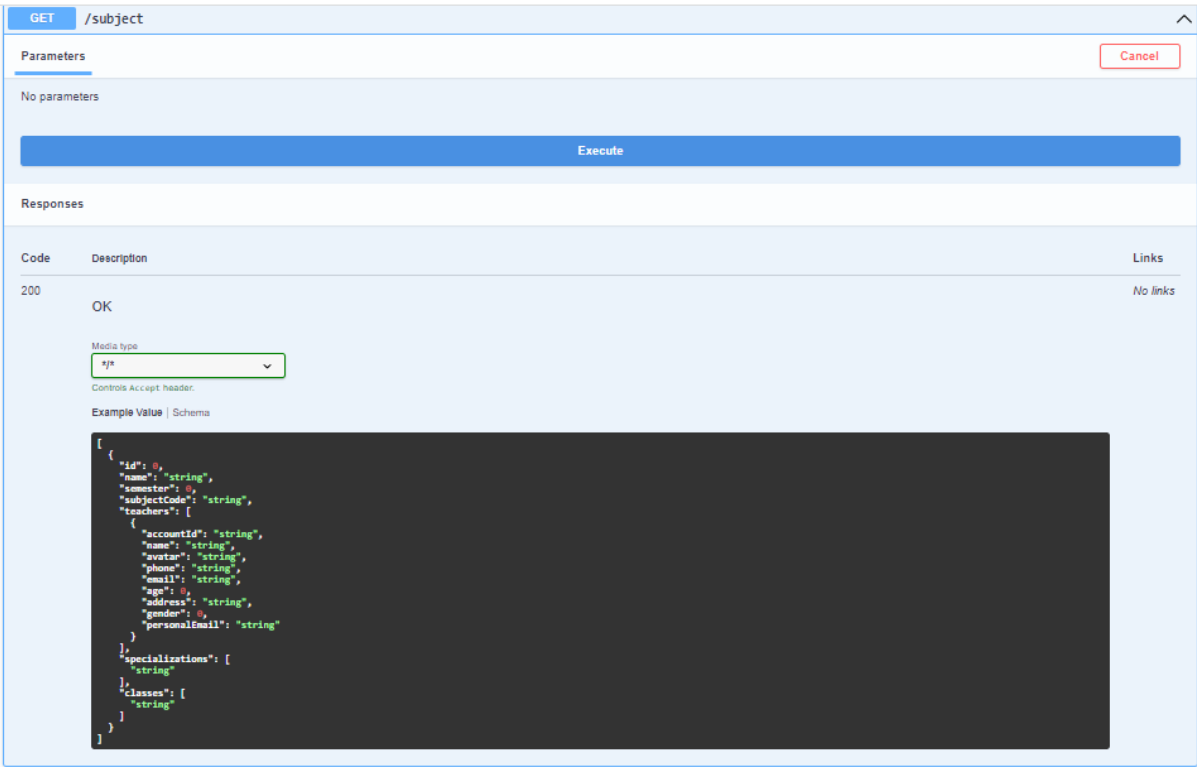 GET /subject
Parameters
Cancel
No parameters
Execute
Responses
Code Description Links
200 No links
OK
Media type
*/*
Controls Accept header.
Example Value | Schema
[
  {
    "id": 0,
    "name": "string",
    "semester": 0,
    "subjectCode": "string",
    "teachers": [
      {
        "accountId": "string",
        "name": "string",
        "avatar": "string",
        "phone": "string",
        "email": "string",
        "age": 0,
        "address": "string",
        "gender": 0,
        "personalEmail": "string"
      }
    ],
    "specializations": [
      "string"
    ],
    "classes": [
      "string"
    ]
  }
]